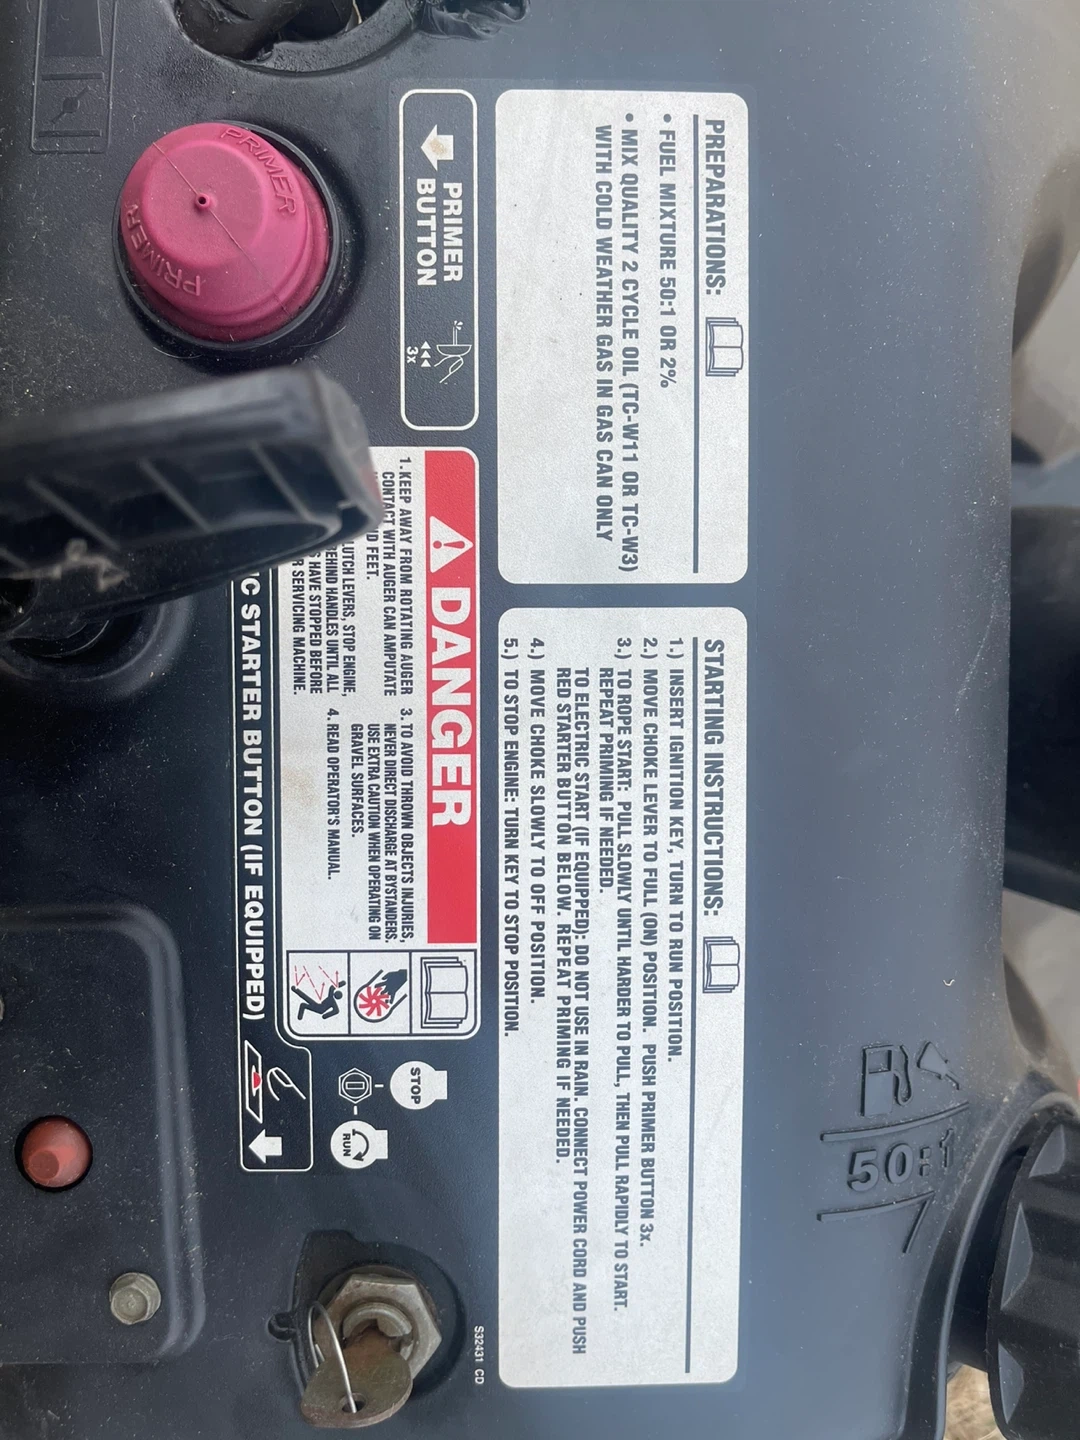 PREPARATIONS:
• FUEL MIXTURE 50:1 OR 2%
• MIX QUALITY 2 CYCLE OIL (TC-W11 OR TC-W3)
WITH COLD WEATHER GAS IN GAS CAN ONLY
STARTING INSTRUCTIONS:
1.) INSERT IGNITION KEY, TURN TO RUN POSITION.
2.) MOVE CHOKE LEVER TO FULL (ON) POSITION. PUSH PRIMER BUTTON 3x.
3.) TO ROPE START: PULL SLOWLY UNTIL HARDER TO PULL, THEN PULL RAPIDLY TO START.
REPEAT PRIMING IF NEEDED.
TO ELECTRIC START (IF EQUIPPED): DO NOT USE IN RAIN. CONNECT POWER CORD AND PUSH
RED STARTER BUTTON BELOW. REPEAT PRIMING IF NEEDED.
4.) MOVE CHOKE SLOWLY TO OFF POSITION.
5.) TO STOP ENGINE: TURN KEY TO STOP POSITION.
PRIMER
BUTTON
3x
PRIMER
PRIMER
PRIMER
DANGER
1. KEEP AWAY FROM ROTATING AUGER
CONTACT WITH AUGER CAN AMPUTATE
FEET.
LEVERS, STOP ENGINE,
BEHIND HANDLES UNTIL ALL
HAVE STOPPED BEFORE
SERVICING MACHINE.
3. TO AVOID THROWN OBJECTS INJURIES,
NEVER DIRECT DISCHARGE AT BYSTANDERS.
USE EXTRA CAUTION WHEN OPERATING ON
GRAVEL SURFACES.
4. READ OPERATOR'S MANUAL.
STARTER BUTTON (IF EQUIPPED)
STOP
RUN
S32431 CD
50:1